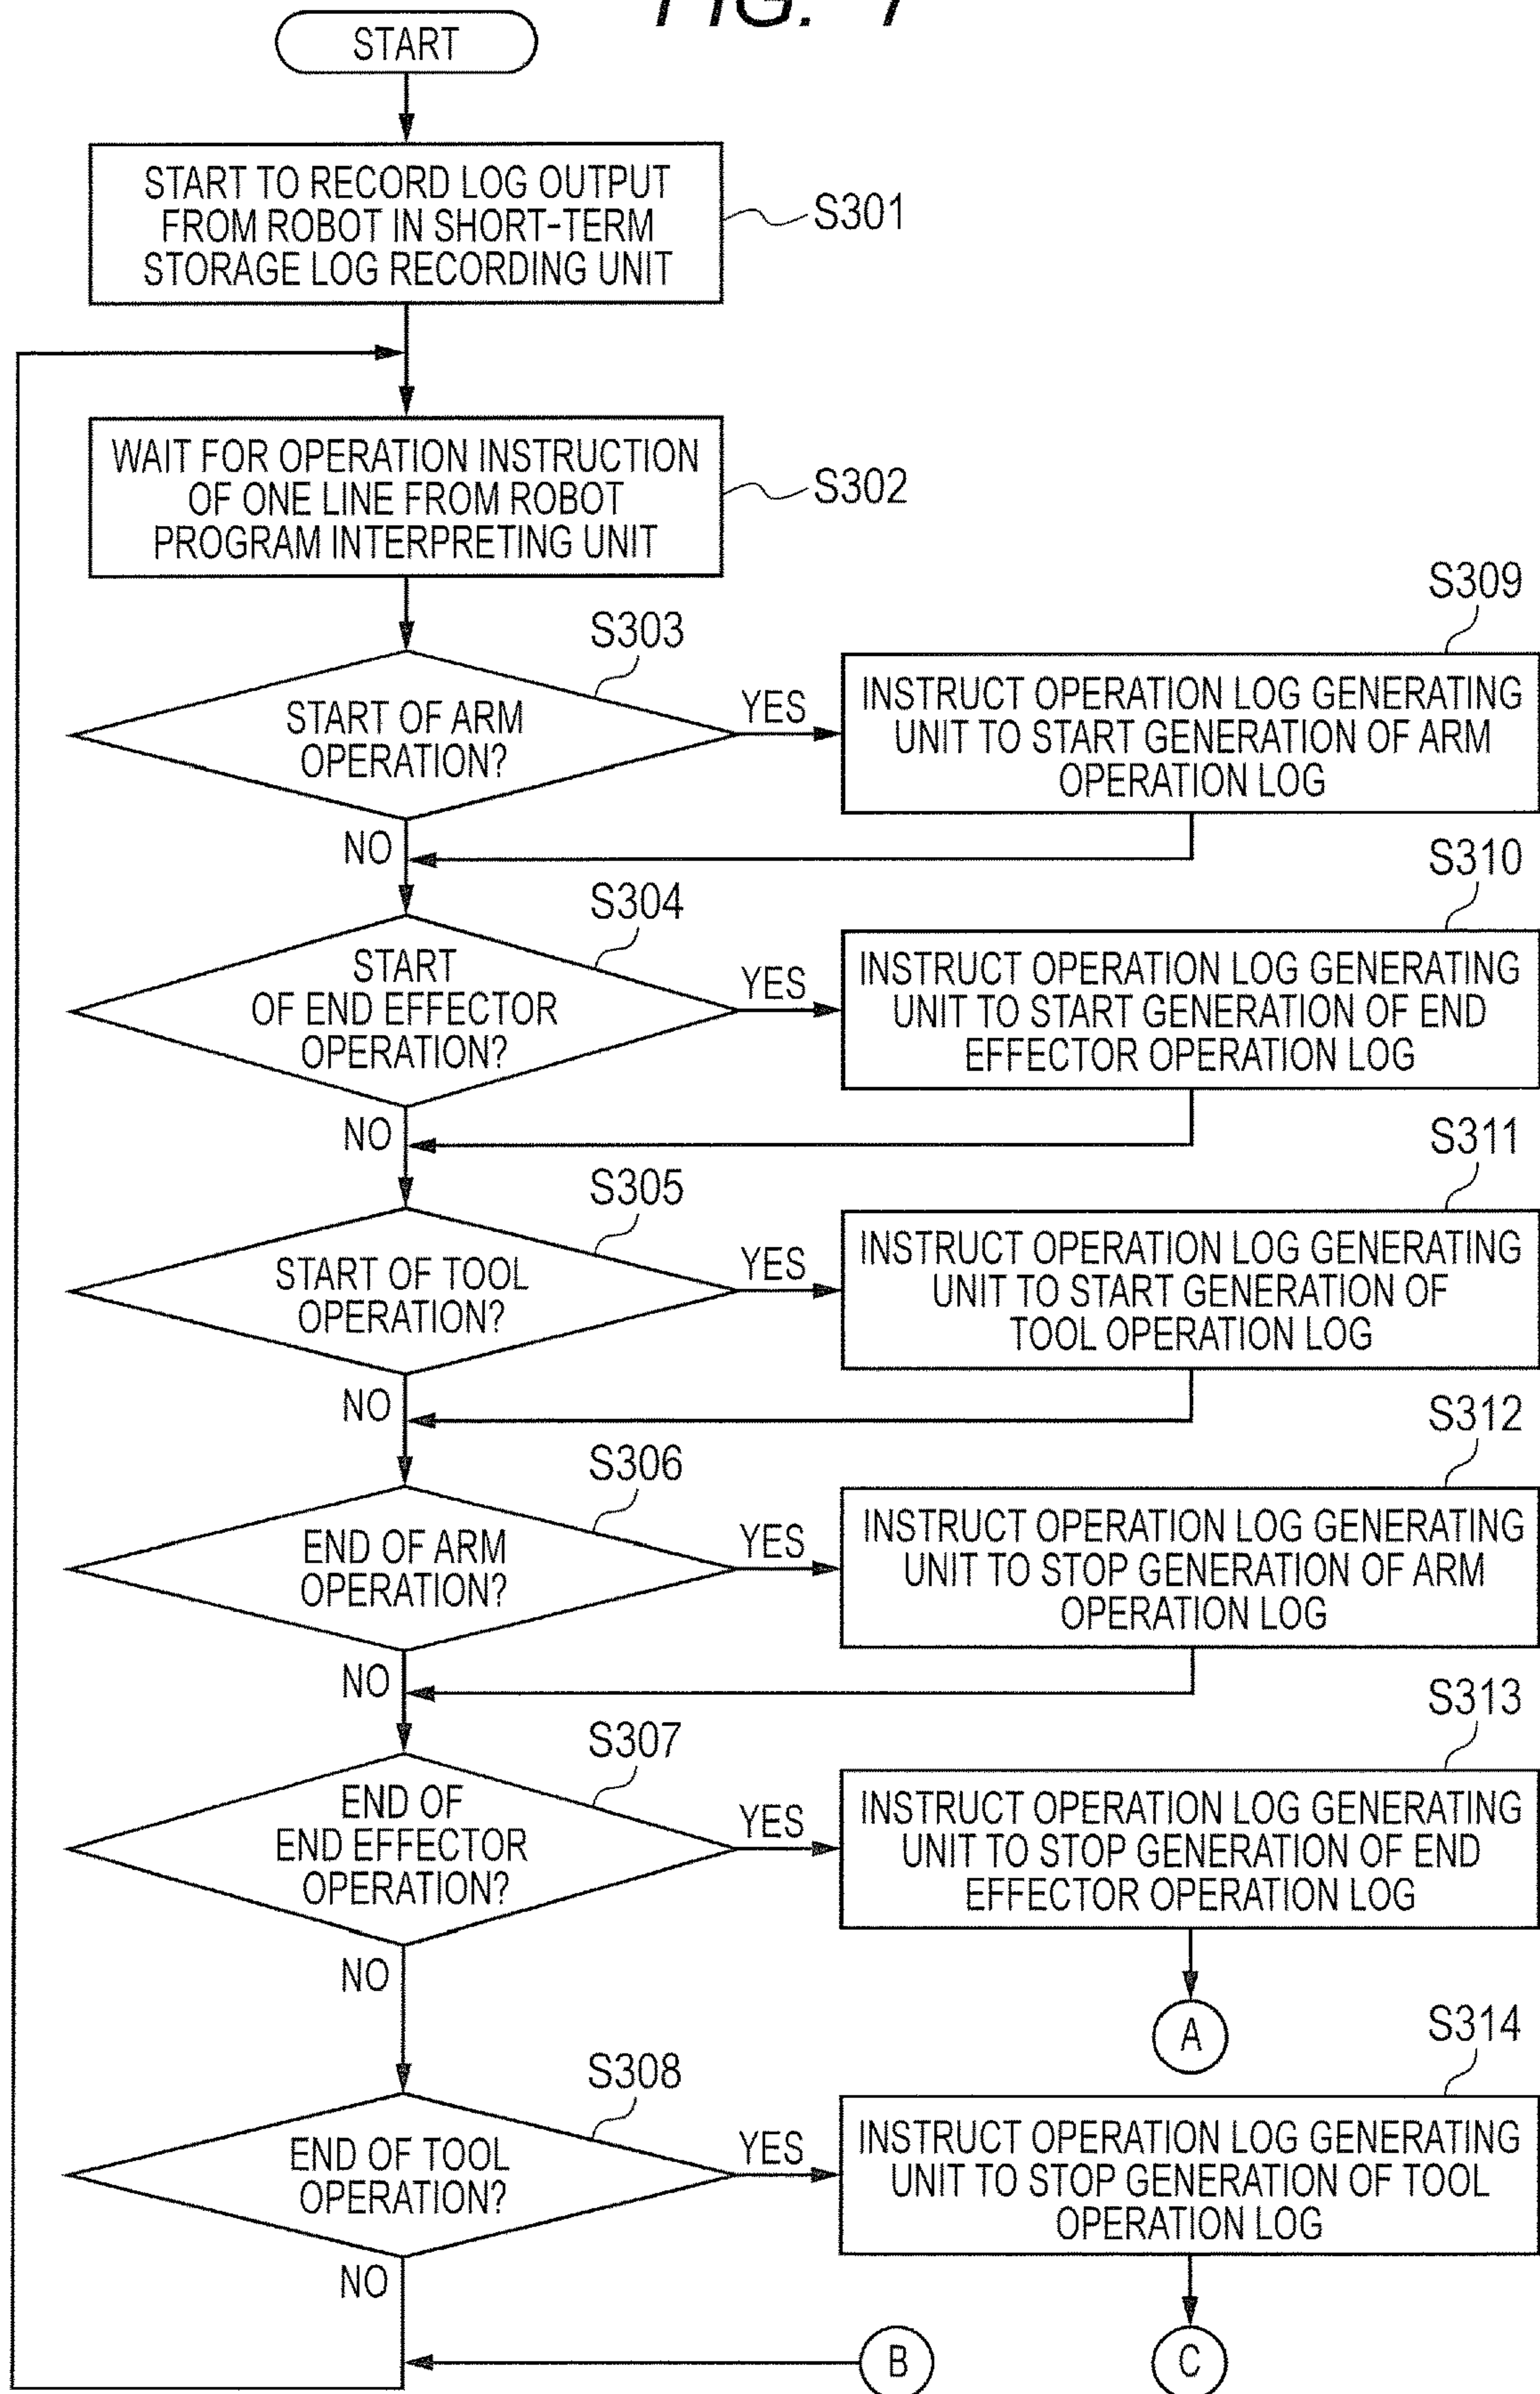 FIG. 7
START
START TO RECORD LOG OUTPUT
FROM ROBOT IN SHORT-TERM
STORAGE LOG RECORDING UNIT
S301
WAIT FOR OPERATION INSTRUCTION
OF ONE LINE FROM ROBOT
PROGRAM INTERPRETING UNIT
S302
S303
START OF ARM
OPERATION?
YES
NO
S309
INSTRUCT OPERATION LOG GENERATING
UNIT TO START GENERATION OF ARM
OPERATION LOG
S304
START
OF END EFFECTOR
OPERATION?
YES
NO
S310
INSTRUCT OPERATION LOG GENERATING
UNIT TO START GENERATION OF END
EFFECTOR OPERATION LOG
S305
START OF TOOL
OPERATION?
YES
NO
S311
INSTRUCT OPERATION LOG GENERATING
UNIT TO START GENERATION OF
TOOL OPERATION LOG
S306
END OF ARM
OPERATION?
YES
NO
S312
INSTRUCT OPERATION LOG GENERATING
UNIT TO STOP GENERATION OF ARM
OPERATION LOG
S307
END OF
END EFFECTOR
OPERATION?
YES
NO
S313
INSTRUCT OPERATION LOG GENERATING
UNIT TO STOP GENERATION OF END
EFFECTOR OPERATION LOG
A
S308
END OF TOOL
OPERATION?
YES
NO
S314
INSTRUCT OPERATION LOG GENERATING
UNIT TO STOP GENERATION OF TOOL
OPERATION LOG
B
C